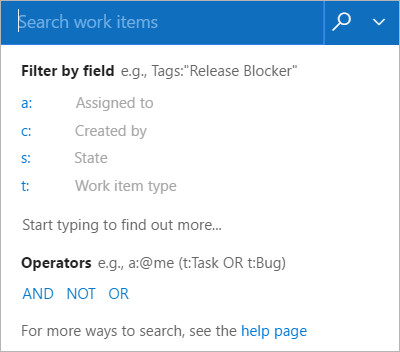 Search work items
Filter by field e.g., Tags:"Release Blocker"
a: Assigned to
c: Created by
s: State
t: Work item type
Start typing to find out more...
Operators e.g., a:@me (t:Task OR t:Bug)
AND NOT OR
For more ways to search, see the help page